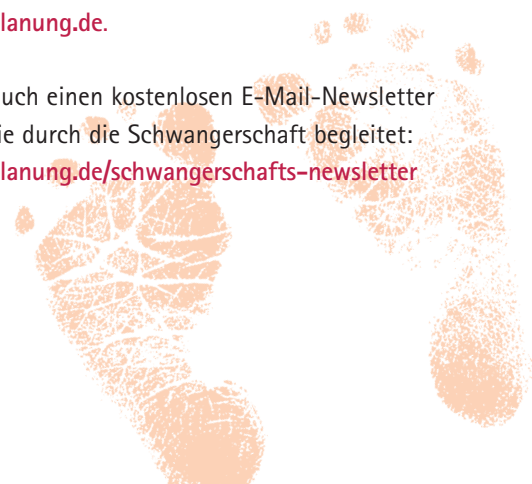 lanung.de.
uch einen kostenlosen E-Mail-Newsletter
ie durch die Schwangerschaft begleitet:
lanung.de/schwangerschafts-newsletter